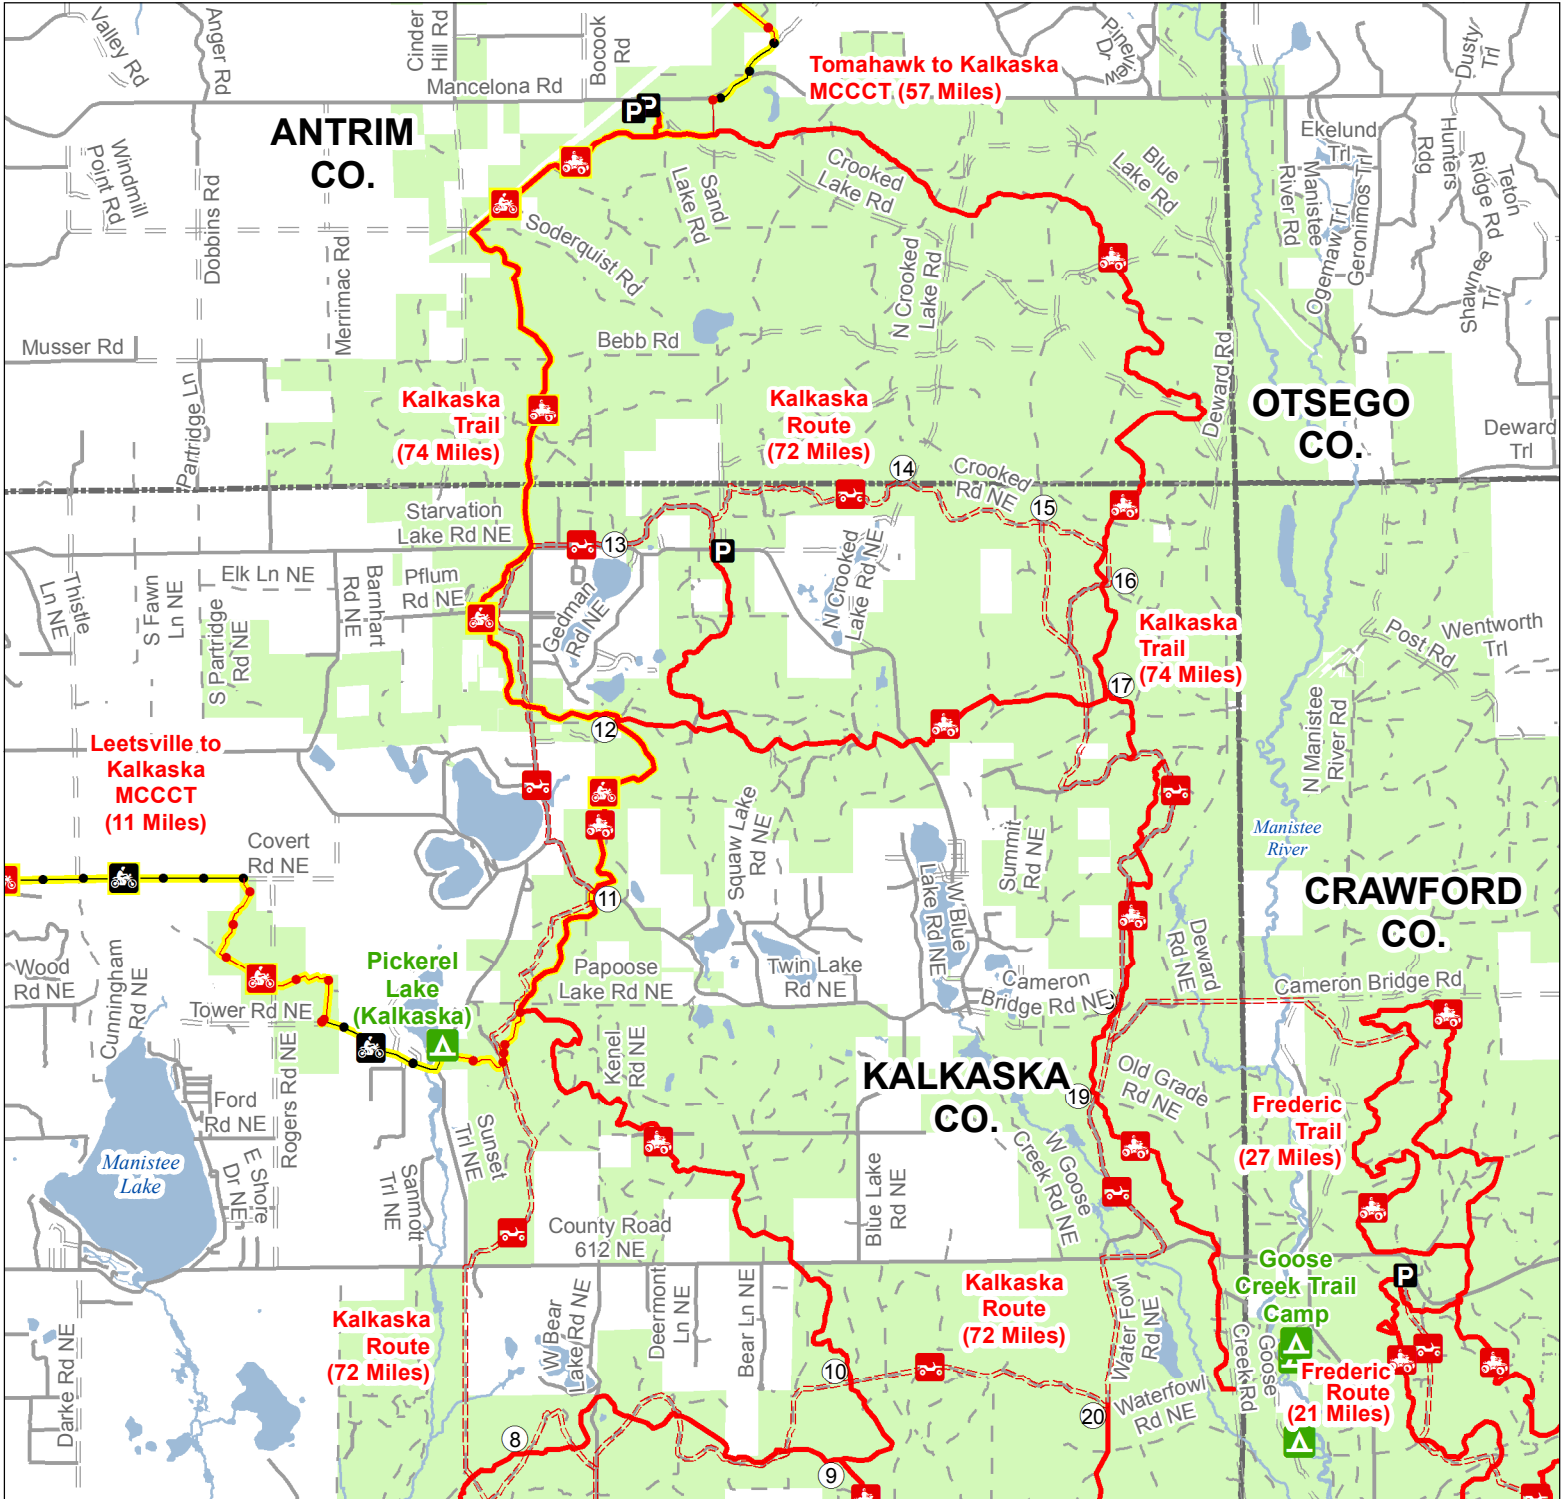 Valley Rd
Anger Rd
Cinder
Hill Rd
Bocook
Rd
Mancelona Rd
Tomahawk to Kalkaska
MCCCT (57 Miles)
Pineview
Dr
Dusty
Trl
P
P
ANTRIM
CO.
Windmill
Point Rd
Dobbins Rd
Merrimac Rd
Soderquist Rd
Sand
Lake Rd
Crooked
Lake Rd
Blue
Lake Rd
N Crooked
Lake Rd
Ekelund
Trl
Manistee
River Rd
Ogemaw Trl
Geronimos Trl
Hunters
Rdg
Ridge Rd
Teton
Shawnee
Trl
Musser Rd
Bebb Rd
Partridge Ln
Kalkaska
Trail
(74 Miles)
Kalkaska
Route
(72 Miles)
Deward Rd
OTSEGO
CO.
Deward
Trl
14
Crooked
Rd NE
15
Starvation
Lake Rd NE
13
P
16
Thistle
Ln NE
S Fawn
Ln NE
Elk Ln NE
S Partridge
Rd NE
Barnhart
Rd NE
Pflum
Rd NE
Gedman
Rd NE
N Crooked
Lake Rd NE
Kalkaska
Trail
(74 Miles)
Post Rd
Wentworth
Trl
17
12
Leetsville to
Kalkaska
MCCCT
(11 Miles)
N Manistee
River Rd
Covert
Rd NE
Squaw Lake
Rd NE
Summit
Rd NE
Manistee
River
CRAWFORD
CO.
11
W Blue
Lake Rd NE
Deward
Rd NE
Wood
Rd NE
Cunningham
Rd NE
Tower Rd NE
Pickerel
Lake
(Kalkaska)
Papoose
Lake Rd NE
Twin Lake
Rd NE
Cameron
Bridge Rd NE
Cameron Bridge Rd
Kenel
Rd NE
KALKASKA
CO.
19
Old Grade
Rd NE
Ford
Rd NE
Rogers Rd NE
Manistee
Lake
E Shore
Dr NE
Sunset
Trl NE
Sammott
Trl NE
W Goose
Creek Rd NE
Frederic
Trail
(27 Miles)
Blue Lake
Rd NE
County Road
612 NE
Goose
Creek Trail
Camp
P
Kalkaska
Route
(72 Miles)
Kalkaska
Route
(72 Miles)
W Bear
Lake Rd NE
Deermont
Ln NE
Bear Ln NE
Two
Water Rd NE
Darke Rd NE
10
20
Waterfowl
Rd NE
Goose
Creek Rd
Frederic
Route
(21 Miles)
8
9